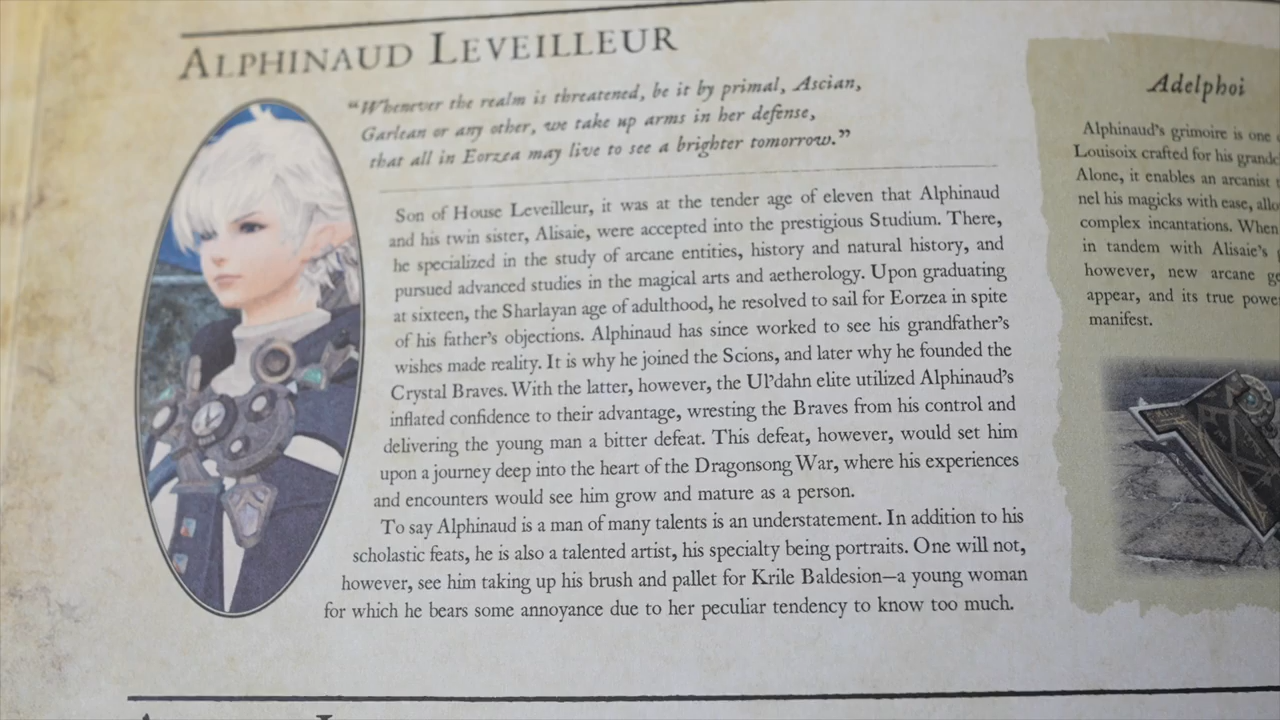 ALPHINAUD LEVEILLEUR
“Whenever the realm is threatened, be it by primal, Ascian,
Garlean or any other, we take up arms in her defense,
that all in Eorzea may live to see a brighter tomorrow.”
Son of House Leveilleur, it was at the tender age of eleven that Alphinaud
and his twin sister, Alisaie, were accepted into the prestigious Studium. There,
he specialized in the study of arcane entities, history and natural history, and
pursued advanced studies in the magical arts and aetherology. Upon graduating
at sixteen, the Sharlayan age of adulthood, he resolved to sail for Eorzea in spite
of his father’s objections. Alphinaud has since worked to see his grandfather’s
wishes made reality. It is why he joined the Scions, and later why he founded the
Crystal Braves. With the latter, however, the Ul’dahn elite utilized Alphinaud’s
inflated confidence to their advantage, wresting the Braves from his control and
delivering the young man a bitter defeat. This defeat, however, would set him
upon a journey deep into the heart of the Dragonsong War, where his experiences
and encounters would see him grow and mature as a person.
To say Alphinaud is a man of many talents is an understatement. In addition to his
scholastic feats, he is also a talented artist, his specialty being portraits. One will not,
however, see him taking up his brush and pallet for Krile Baldesion—a young woman
for which he bears some annoyance due to her peculiar tendency to know too much.
Adelphoi
Alphinaud’s grimoire is one
Louisoix crafted for his
Alone, it enables an arcanist
nel his magicks with ease,
complex incantations. When
in tandem with Alisaie’s
however, new arcane
appear, and its true
manifest.